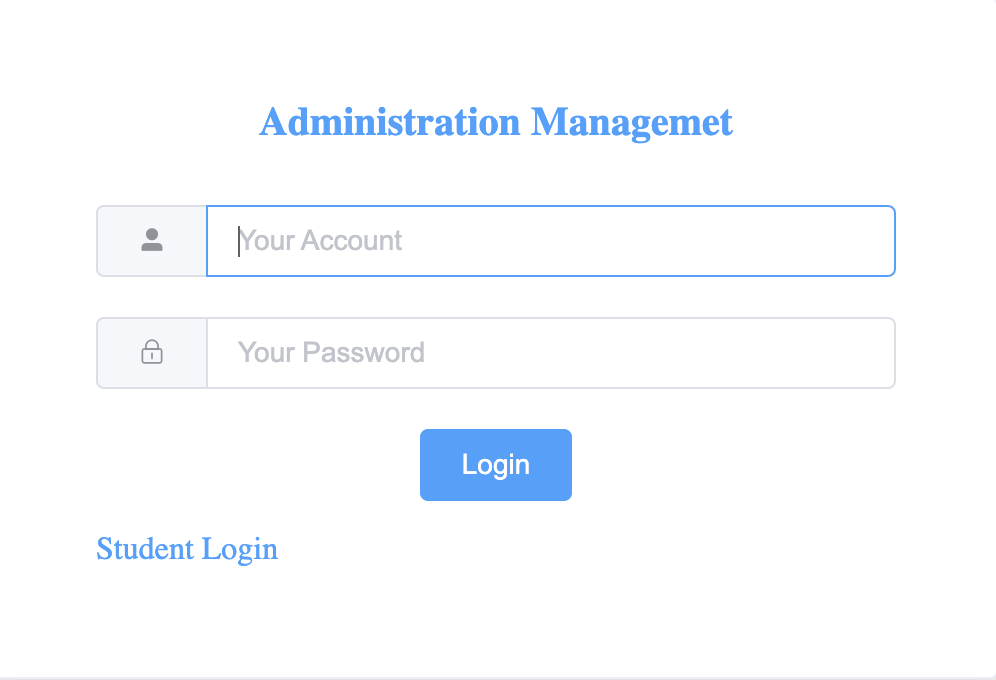 Administration Managemet
Your Account
Your Password
Login
Student Login